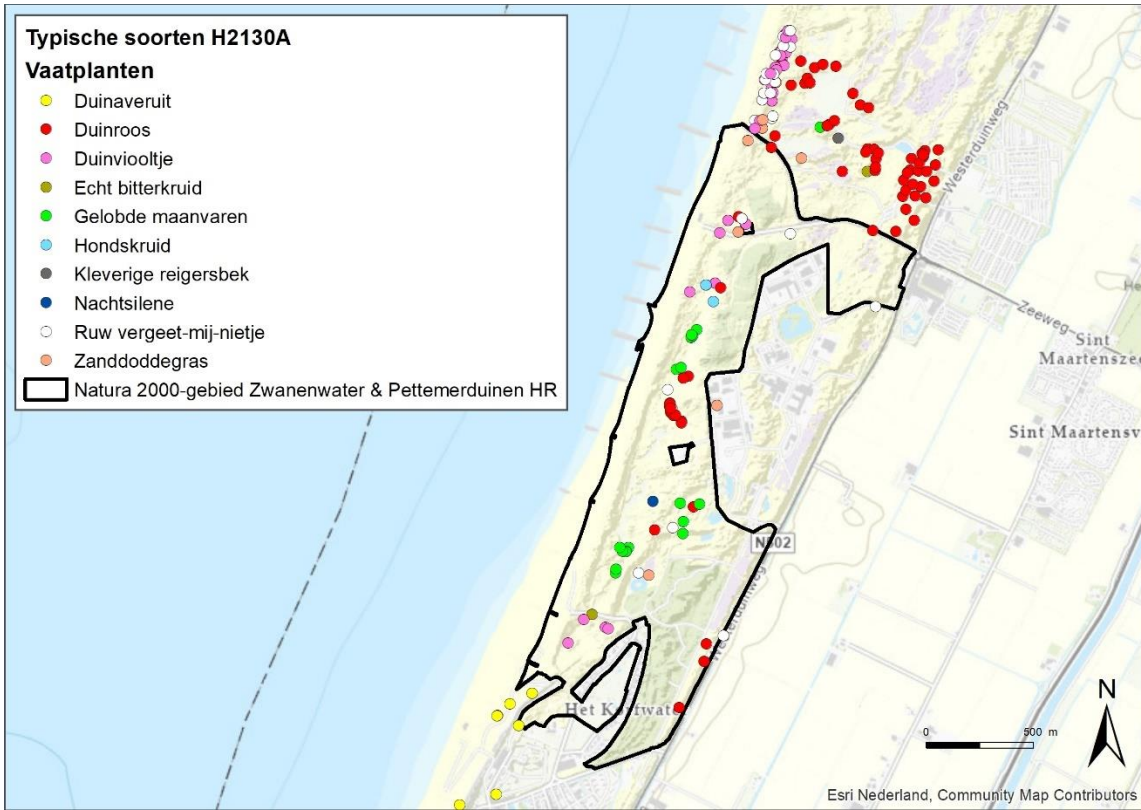 Typische soorten H2130A
Vaatplanten
Duinaveruit
Duinroos
Duinviooltje
Echt bitterkruid
Gelobde maanvaren
Hondskruid
Kleverige reigersbek
Nachtsilene
Ruw vergeet-mij-nietje
Zanddoddegras
Natura 2000-gebied Zwanenwater & Pettemerduinen HR
Westerduinweg
Zeeweg
Sint
Maartensze
Sint Maartensv
N502
Westerduinweg
Het Korfwater
N
0 500 m
Esri Nederland, Community Map Contributors